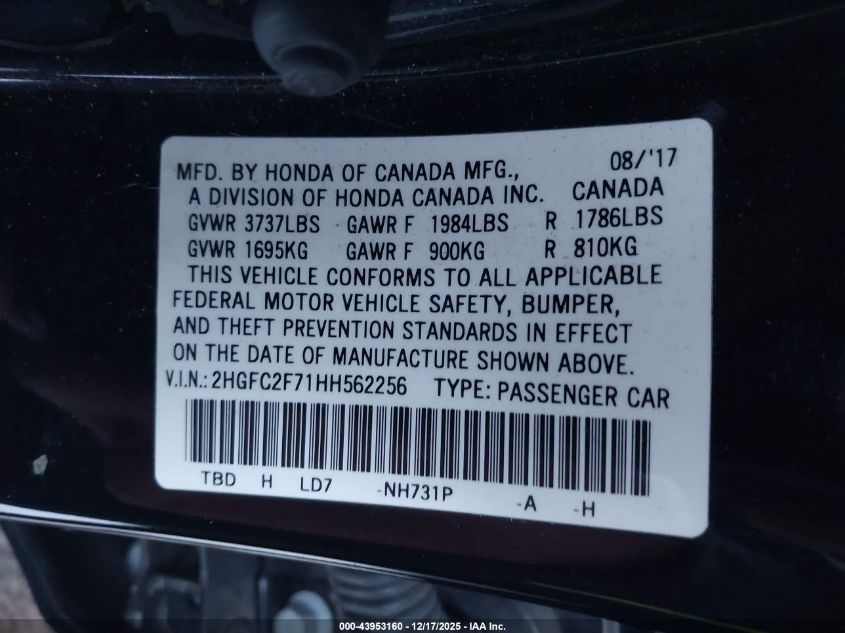 MFD. BY HONDA OF CANADA MFG., 08/'17
A DIVISION OF HONDA CANADA INC. CANADA
GVWR 3737LBS GAWR F 1984LBS R 1786LBS
GVWR 1695KG GAWR F 900KG R 810KG
THIS VEHICLE CONFORMS TO ALL APPLICABLE
FEDERAL MOTOR VEHICLE SAFETY, BUMPER,
AND THEFT PREVENTION STANDARDS IN EFFECT
ON THE DATE OF MANUFACTURE SHOWN ABOVE.
V.I.N.: 2HGFC2F71HH562256 TYPE: PASSENGER CAR
TBD H LD7 -NH731P -A -H
000-43953160 - 12/17/2025 - IAA Inc.